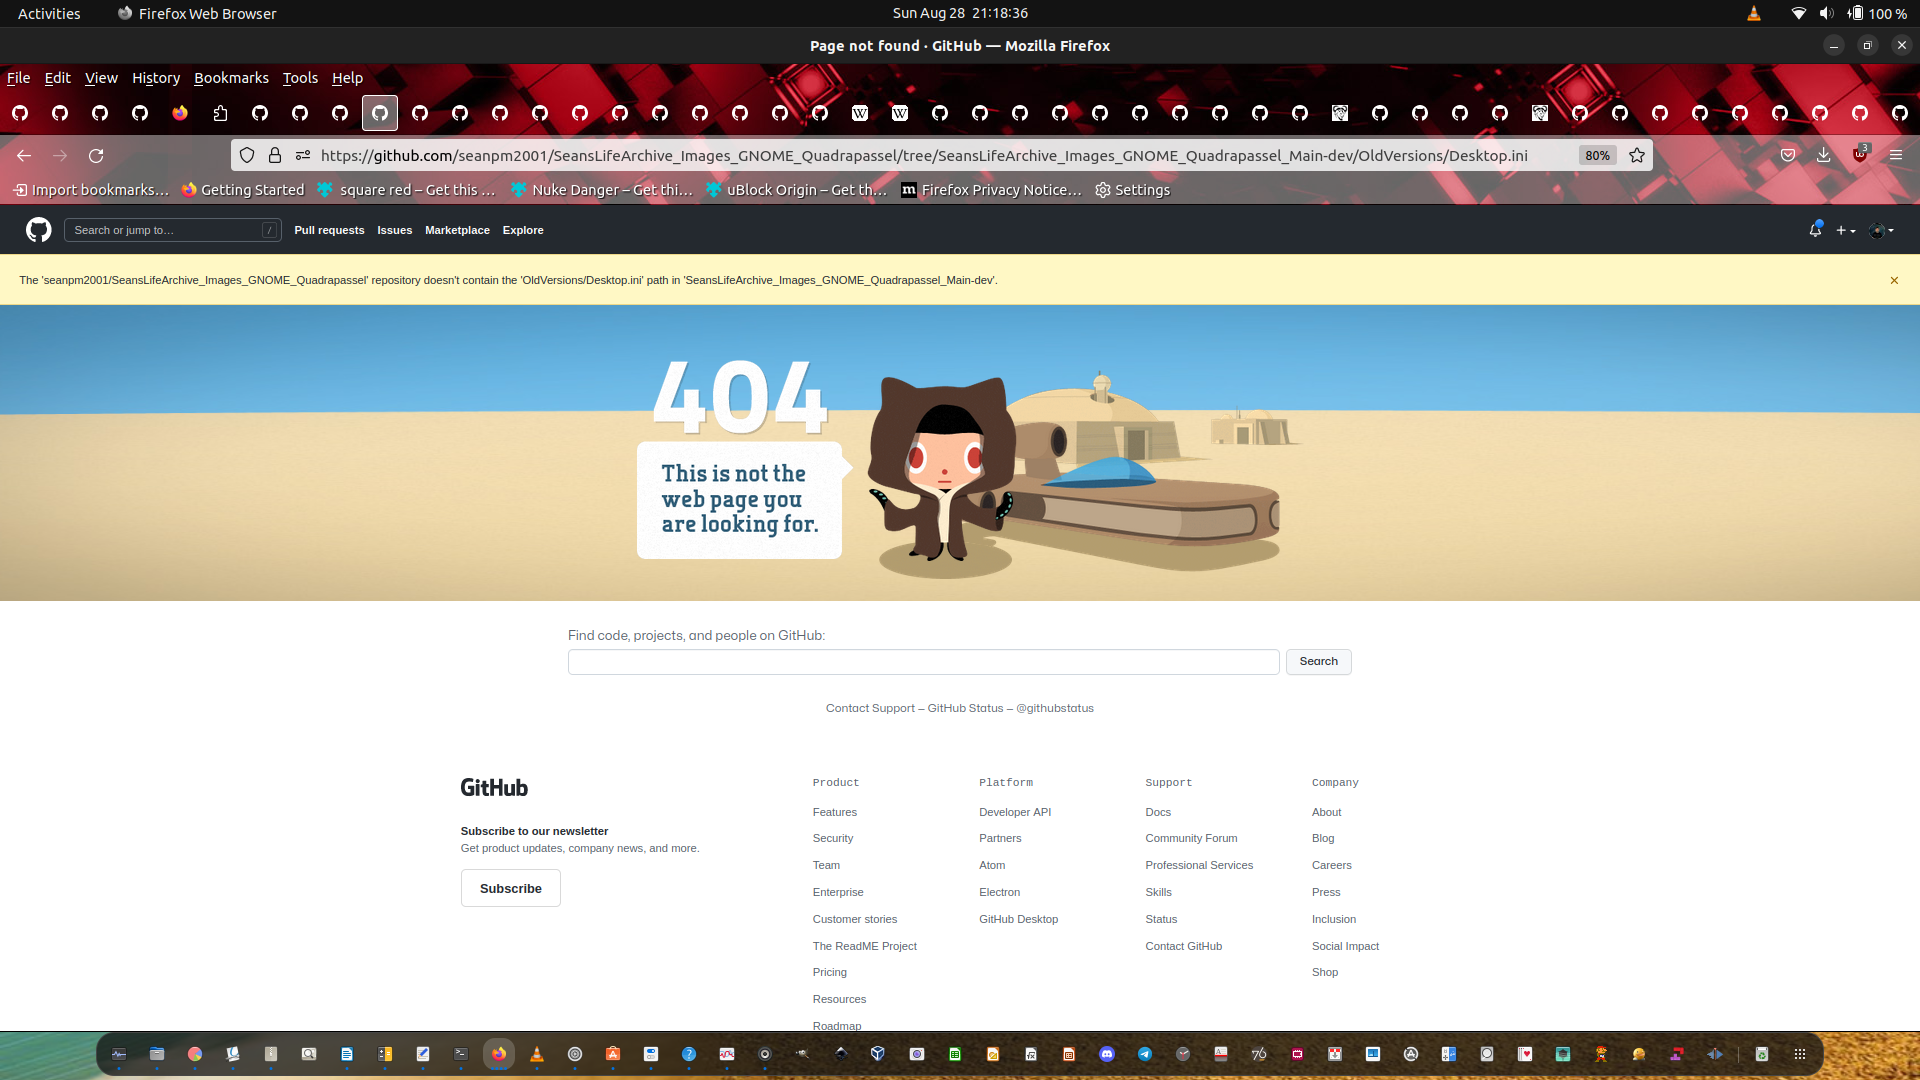 Activities Firefox Web Browser Sun Aug 28 21:18:36 100 %
Page not found · GitHub — Mozilla Firefox
File Edit View History Bookmarks Tools Help
https://github.com/seanpm2001/SeansLifeArchive_Images_GNOME_Quadrapassel/tree/SeansLifeArchive_Images_GNOME_Quadrapassel_Main-dev/OldVersions/Desktop.ini 80% 3
Import bookmarks… Getting Started square red – Get this … Nuke Danger – Get thi… uBlock Origin – Get th… Firefox Privacy Notice… Settings
Search or jump to… / Pull requests Issues Marketplace Explore
The 'seanpm2001/SeansLifeArchive_Images_GNOME_Quadrapassel' repository doesn't contain the 'OldVersions/Desktop.ini' path in 'SeansLifeArchive_Images_GNOME_Quadrapassel_Main-dev'.
404
This is not the
web page you
are looking for.
Find code, projects, and people on GitHub:
Search
Contact Support — GitHub Status — @githubstatus
GitHub
Subscribe to our newsletter
Get product updates, company news, and more.
Subscribe
Product
Features
Security
Team
Enterprise
Customer stories
The ReadME Project
Pricing
Resources
Roadmap
Platform
Developer API
Partners
Atom
Electron
GitHub Desktop
Support
Docs
Community Forum
Professional Services
Skills
Status
Contact GitHub
Company
About
Blog
Careers
Press
Inclusion
Social Impact
Shop